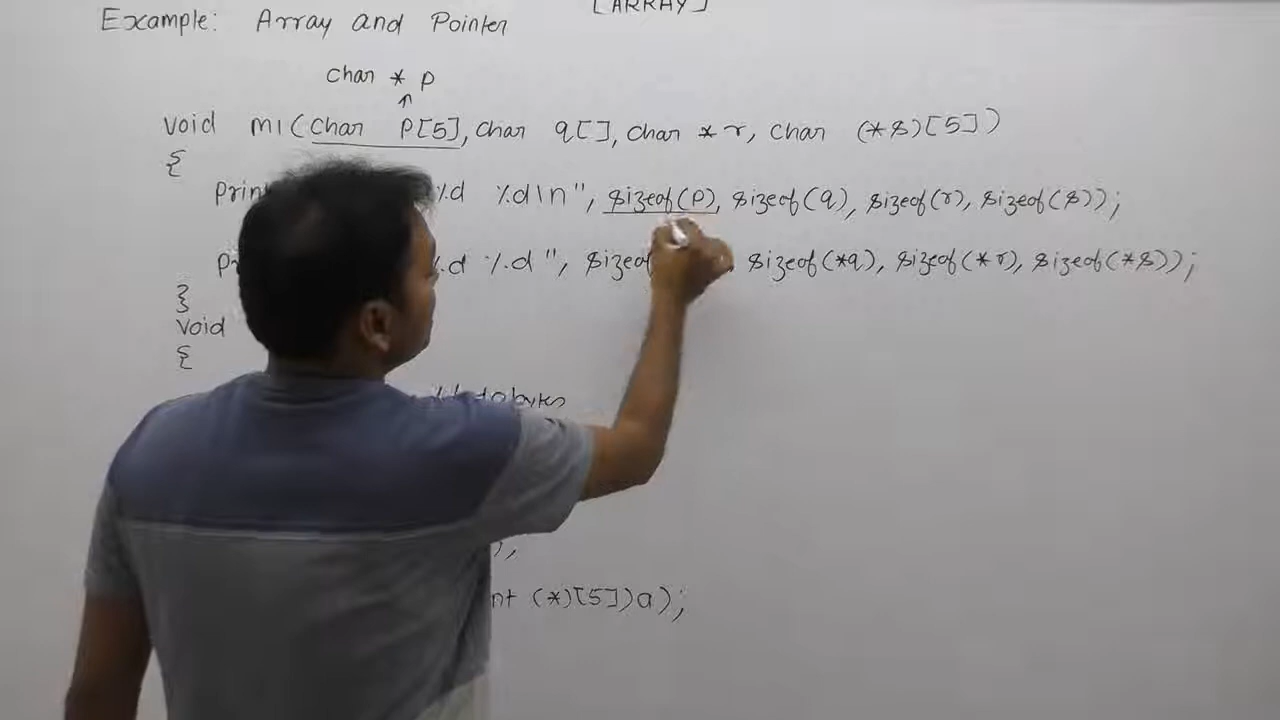 [ARRAY]
Example: Array and Pointer
char * p
void m1(char p[5], char q[], char *r, char (*s)[5])
{
%d %d\n", sizeof(p), sizeof(q), sizeof(r), sizeof(s));
%d %d", sizeof(*q), sizeof(*r), sizeof(*s));
}
void
{
bytes
(*)[5])a);